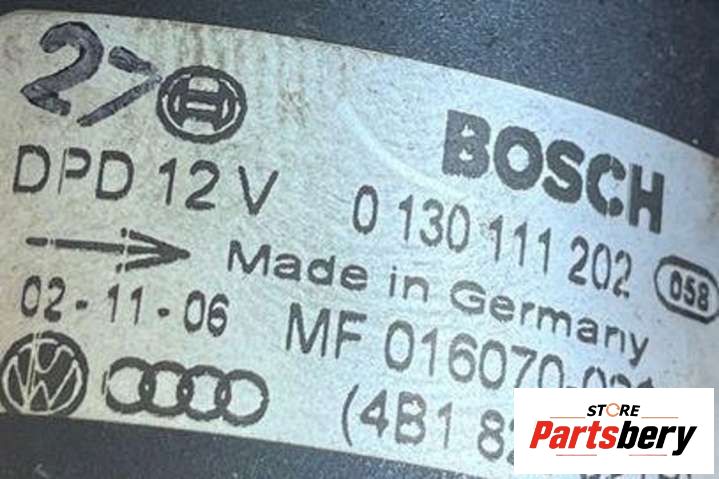 27
BOSCH
DPD 12 V
0 130 111 202
058
Made in Germany
02-11-06
MF 016070-
(4B1
STORE
Partsbery